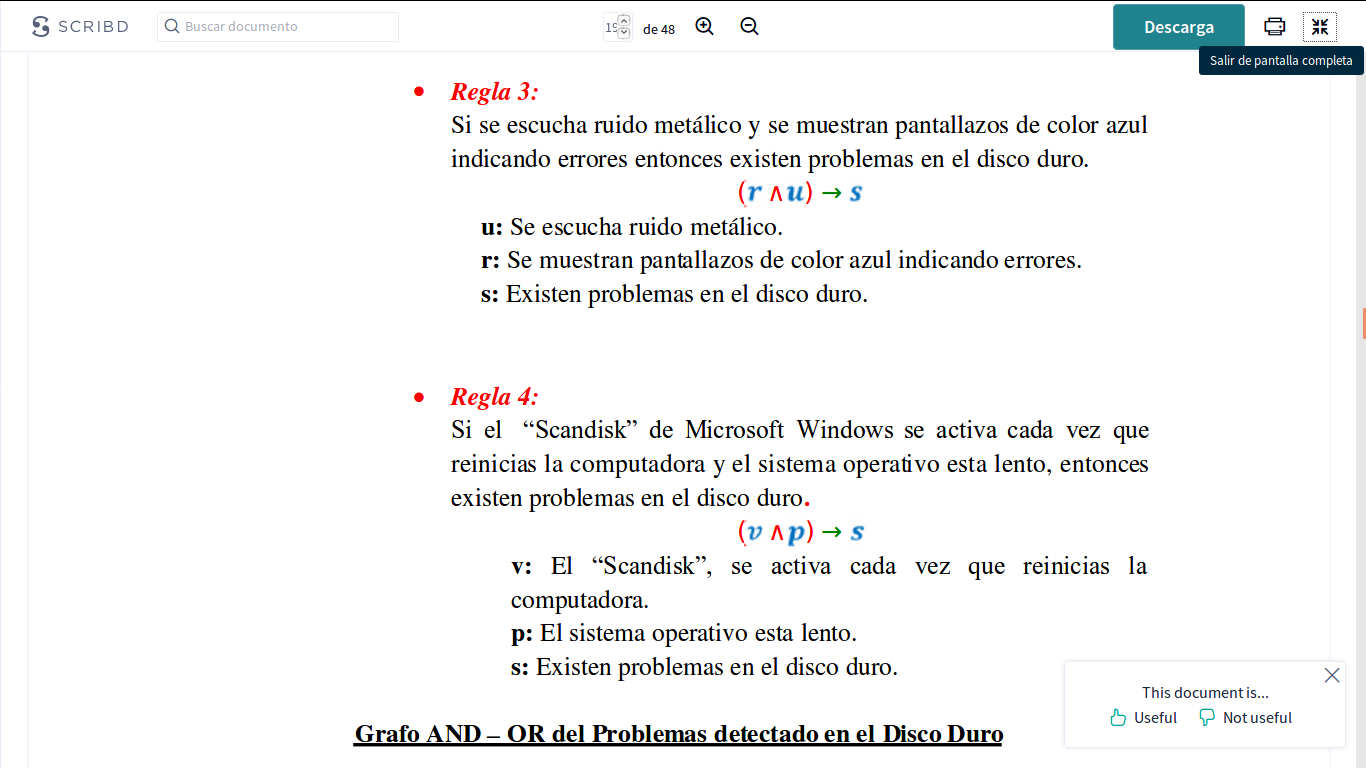 SCRIBD
Buscar documento
19
de 48
Descarga
Salir de pantalla completa
• Regla 3:
Si se escucha ruido metálico y se muestran pantallazos de color azul
indicando errores entonces existen problemas en el disco duro.
(r ∧u) → s
u: Se escucha ruido metálico.
r: Se muestran pantallazos de color azul indicando errores.
s: Existen problemas en el disco duro.
• Regla 4:
Si el “Scandisk” de Microsoft Windows se activa cada vez que
reinicias la computadora y el sistema operativo esta lento, entonces
existen problemas en el disco duro.
(v ∧p) → s
v: El “Scandisk”, se activa cada vez que reinicias la
computadora.
p: El sistema operativo esta lento.
s: Existen problemas en el disco duro.
Grafo AND – OR del Problemas detectado en el Disco Duro
This document is...
Useful
Not useful